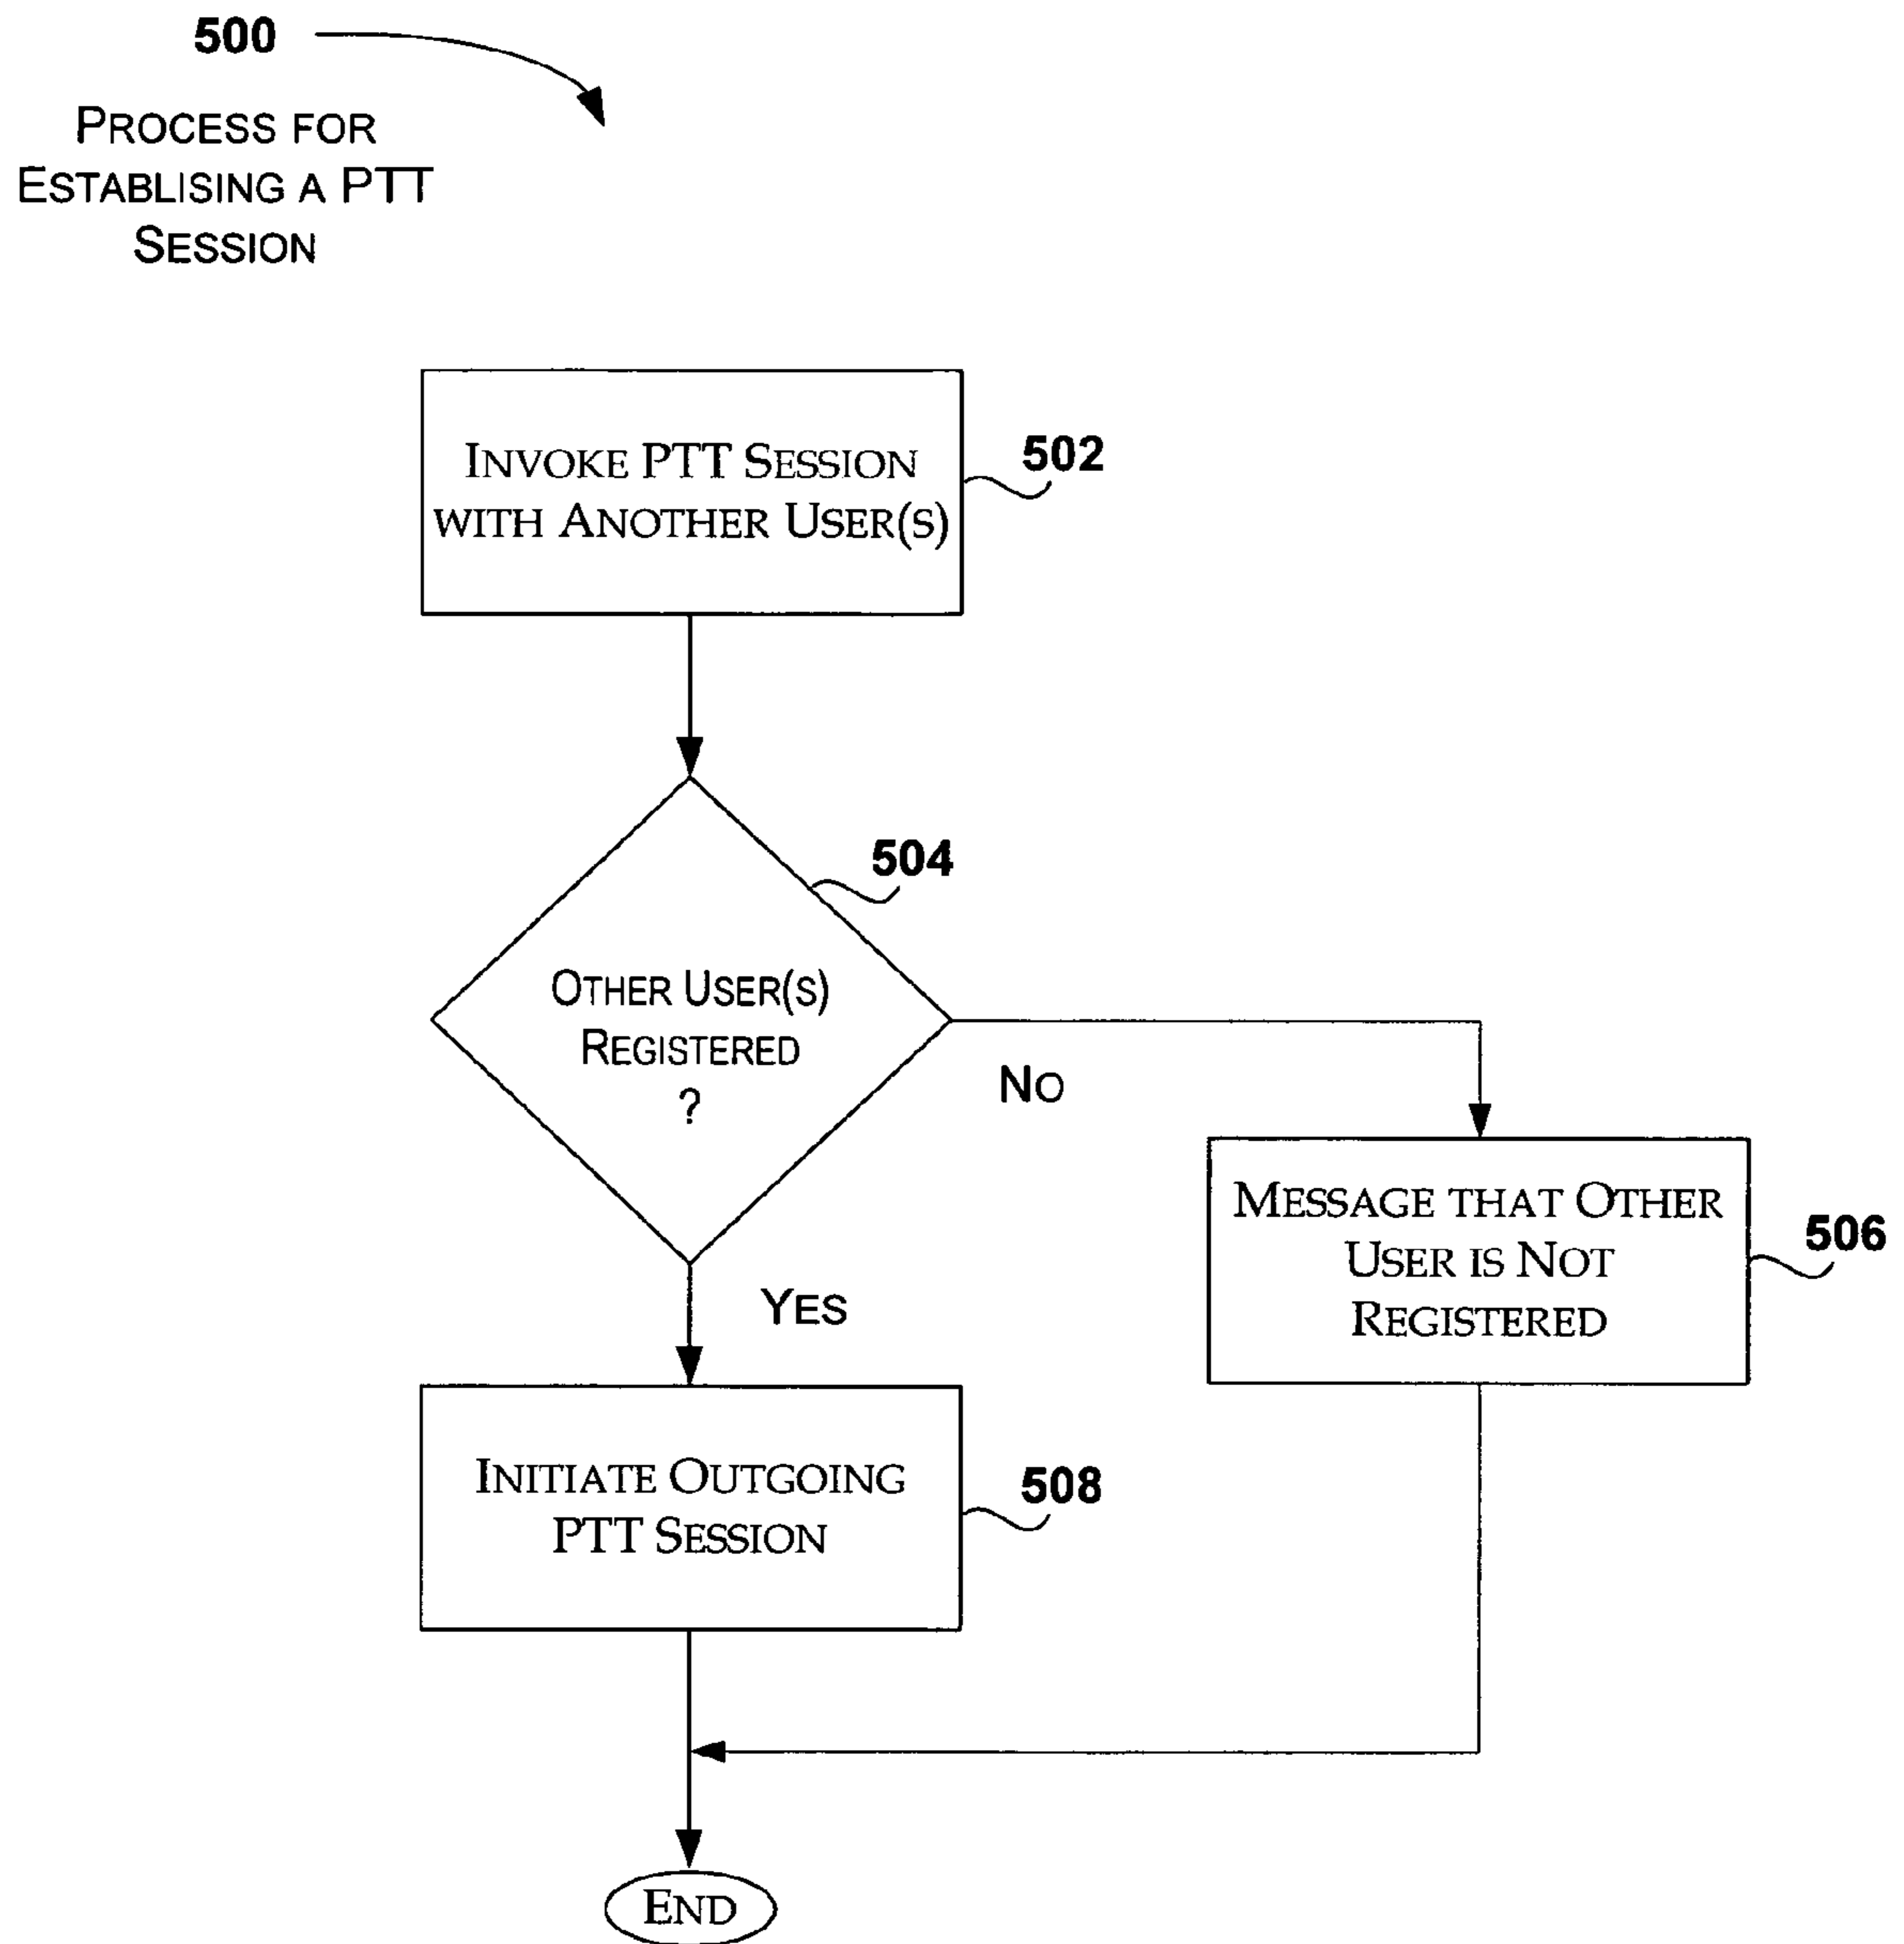 500
PROCESS FOR
ESTABLISING A PTT
SESSION
INVOKE PTT SESSION
WITH ANOTHER USER(S)
502
504
OTHER USER(S)
REGISTERED
?
NO
MESSAGE THAT OTHER
USER IS NOT
REGISTERED
506
YES
INITIATE OUTGOING
PTT SESSION
508
END